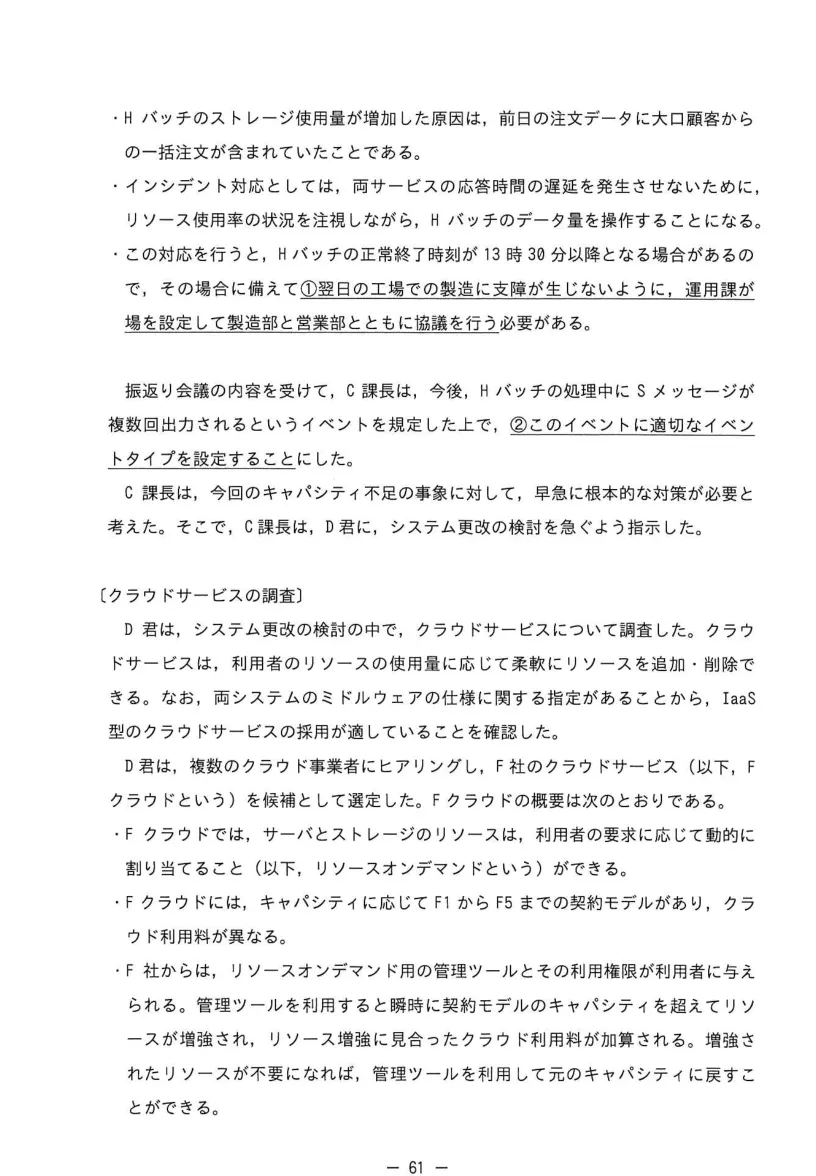 ・H バッチのストレージ使用量が増加した原因は，前日の注文データに大口顧客から
の一括注文が含まれていたことである。
・インシデント対応としては，両サービスの応答時間の遅延を発生させないために，
リソース使用率の状況を注視しながら，H バッチのデータ量を操作することになる。
・この対応を行うと，H バッチの正常終了時刻が 13 時 30 分以降となる場合があるの
で，その場合に備えて①翌日の工場での製造に支障が生じないように，運用課が
場を設定して製造部と営業部とともに協議を行う必要がある。
振返り会議の内容を受けて，C 課長は，今後，H バッチの処理中に S メッセージが
複数回出力されるというイベントを規定した上で，②このイベントに適切なイベン
トタイプを設定することにした。
C 課長は，今回のキャパシティ不足の事象に対して，早急に根本的な対策が必要と
考えた。そこで，C 課長は，D 君に，システム更改の検討を急ぐよう指示した。
〔クラウドサービスの調査〕
D 君は，システム更改の検討の中で，クラウドサービスについて調査した。クラウ
ドサービスは，利用者のリソースの使用量に応じて柔軟にリソースを追加・削除で
きる。なお，両システムのミドルウェアの仕様に関する指定があることから，IaaS
型のクラウドサービスの採用が適していることを確認した。
D 君は，複数のクラウド事業者にヒアリングし，F 社のクラウドサービス（以下，F
クラウドという）を候補として選定した。F クラウドの概要は次のとおりである。
・F クラウドでは，サーバとストレージのリソースは，利用者の要求に応じて動的に
割り当てること（以下，リソースオンデマンドという）ができる。
・F クラウドには，キャパシティに応じて F1 から F5 までの契約モデルがあり，クラ
ウド利用料が異なる。
・F 社からは，リソースオンデマンド用の管理ツールとその利用権限が利用者に与え
られる。管理ツールを利用すると瞬時に契約モデルのキャパシティを超えてリソ
ースが増強され，リソース増強に見合ったクラウド利用料が加算される。増強さ
れたリソースが不要になれば，管理ツールを利用して元のキャパシティに戻すこ
とができる。
— 61 —